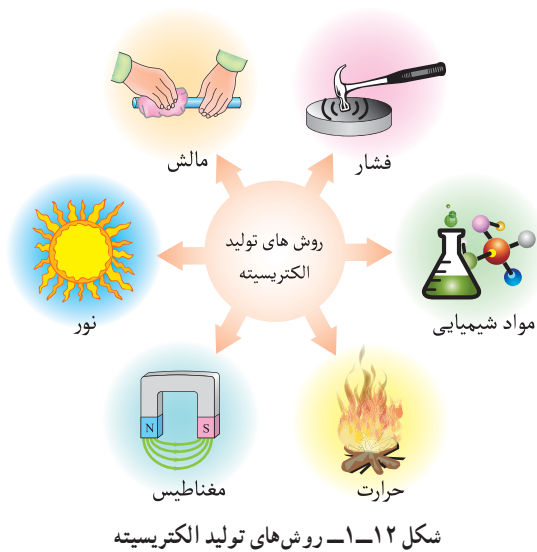 مالش
فشار
روش های تولید
الکتریسیته
نور
مواد شیمیایی
N
S
مغناطیس
حرارت
شکل ۱۲ــ۱ــ روش‌های تولید الکتریسیته